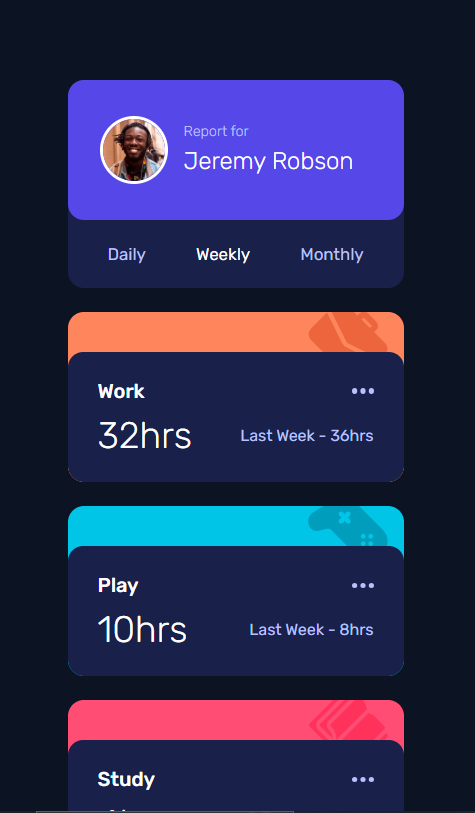 Report for
Jeremy Robson
Daily Weekly Monthly
Work
32hrs Last Week - 36hrs
Play
10hrs Last Week - 8hrs
Study